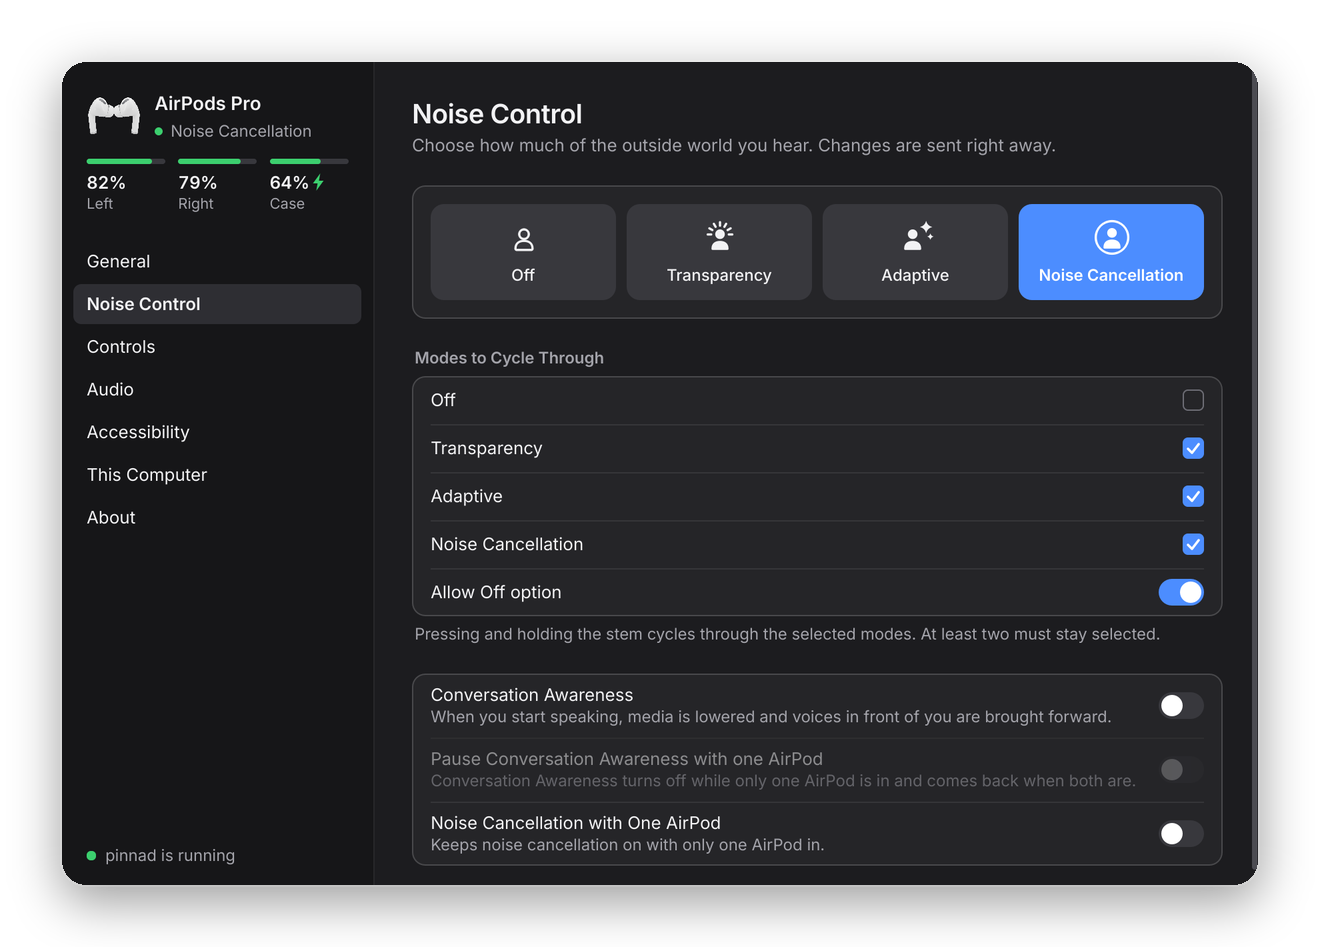 AirPods Pro
Noise Cancellation
82% 79% 64%
Left Right Case
General
Noise Control
Controls
Audio
Accessibility
This Computer
About
pinnad is running
Noise Control
Choose how much of the outside world you hear. Changes are sent right away.
Off Transparency Adaptive Noise Cancellation
Modes to Cycle Through
Off
Transparency
Adaptive
Noise Cancellation
Allow Off option
Pressing and holding the stem cycles through the selected modes. At least two must stay selected.
Conversation Awareness
When you start speaking, media is lowered and voices in front of you are brought forward.
Pause Conversation Awareness with one AirPod
Conversation Awareness turns off while only one AirPod is in and comes back when both are.
Noise Cancellation with One AirPod
Keeps noise cancellation on with only one AirPod in.